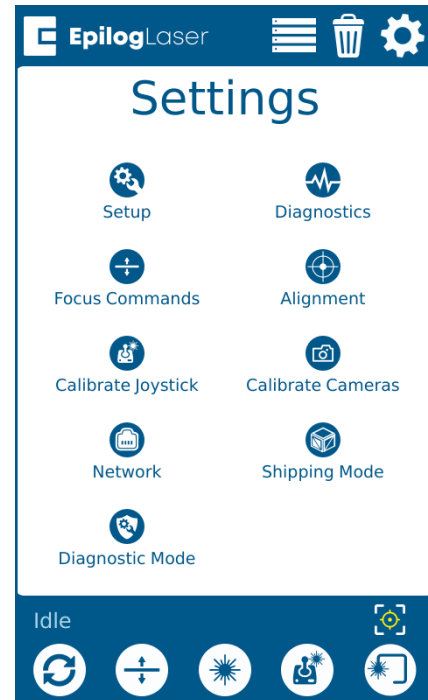 EpilogLaser
Settings
Setup
Diagnostics
Focus Commands
Alignment
Calibrate Joystick
Calibrate Cameras
Network
Shipping Mode
Diagnostic Mode
Idle